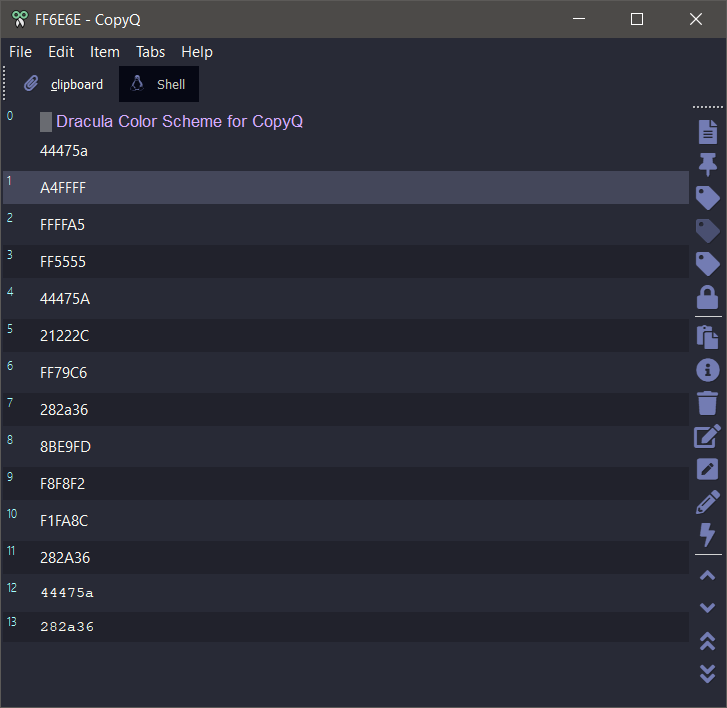 FF6E6E - CopyQ
File Edit Item Tabs Help
clipboard Shell
0 Dracula Color Scheme for CopyQ
44475a
1 A4FFFF
2 FFFFA5
3 FF5555
4 44475A
5 21222C
6 FF79C6
7 282a36
8 8BE9FD
9 F8F8F2
10 F1FA8C
11 282A36
12 44475a
13 282a36